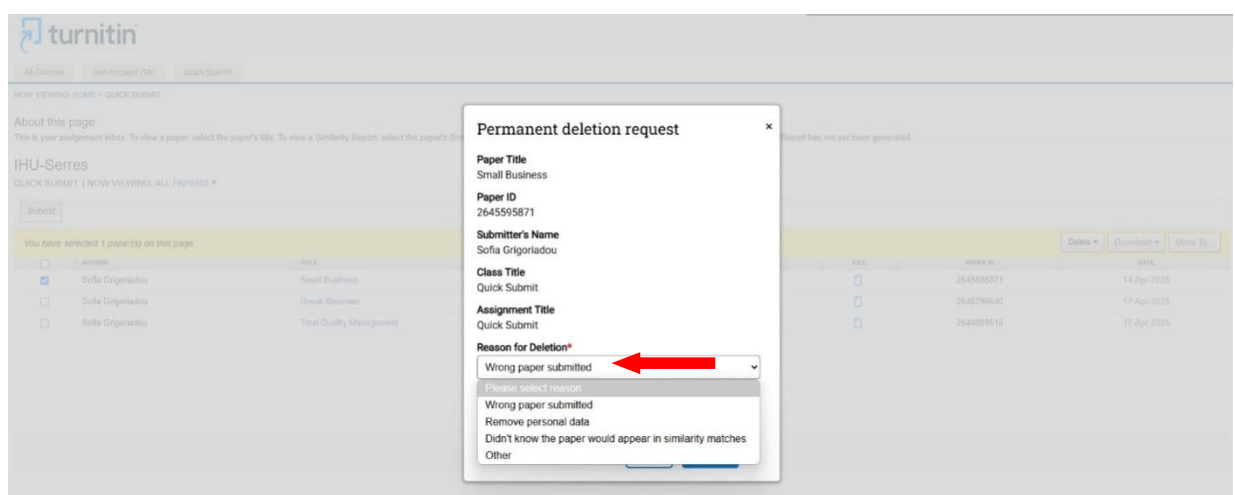 turnitin
All Classes Join Account (TA) Quick Submit
NOW VIEWING: HOME > QUICK SUBMIT
About this page
This is your assignment inbox. To view a paper, select the paper's title. To view a Similarity Report, select the paper's Sim
Report has not yet been generated.
IHU-Serres
QUICK SUBMIT | NOW VIEWING: ALL PAPERS ▼
Submit
You have selected 1 paper(s) on this page
Delete ▼ Download ▼ Move To...
AUTHOR TITLE FILE PAPER ID DATE
Sofia Grigoriadou Small Business 2645595871 14-Apr-2025
Sofia Grigoriadou Greek Business 2648796640 17-Apr-2025
Sofia Grigoriadou Total Quality Management 17-Apr-2025
Permanent deletion request ×
Paper Title
Small Business
Paper ID
2645595871
Submitter's Name
Sofia Grigoriadou
Class Title
Quick Submit
Assignment Title
Quick Submit
Reason for Deletion*
Wrong paper submitted
Please select reason
Wrong paper submitted
Remove personal data
Didn't know the paper would appear in similarity matches
Other